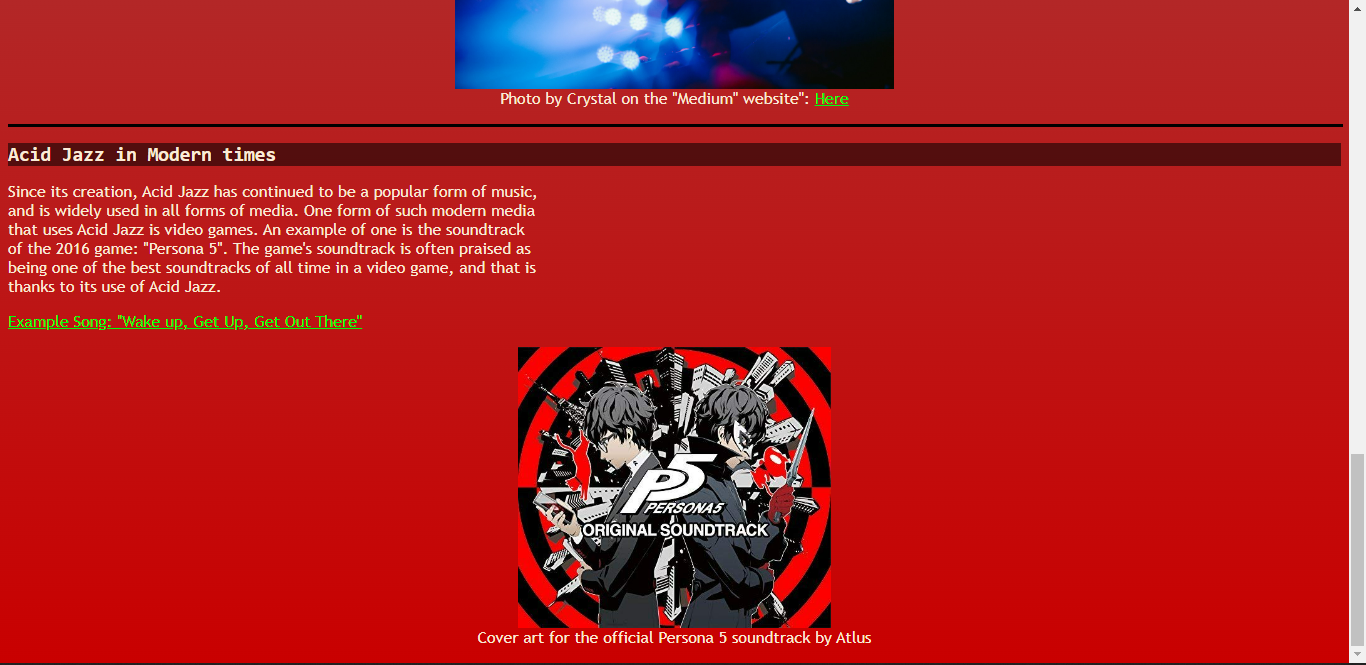 Photo by Crystal on the "Medium" website": Here
Acid Jazz in Modern times
Since its creation, Acid Jazz has continued to be a popular form of music,
and is widely used in all forms of media. One form of such modern media
that uses Acid Jazz is video games. An example of one is the soundtrack
of the 2016 game: "Persona 5". The game's soundtrack is often praised as
being one of the best soundtracks of all time in a video game, and that is
thanks to its use of Acid Jazz.
Example Song: "Wake up, Get Up, Get Out There"
P5
PERSONA5
ORIGINAL SOUNDTRACK
Cover art for the official Persona 5 soundtrack by Atlus